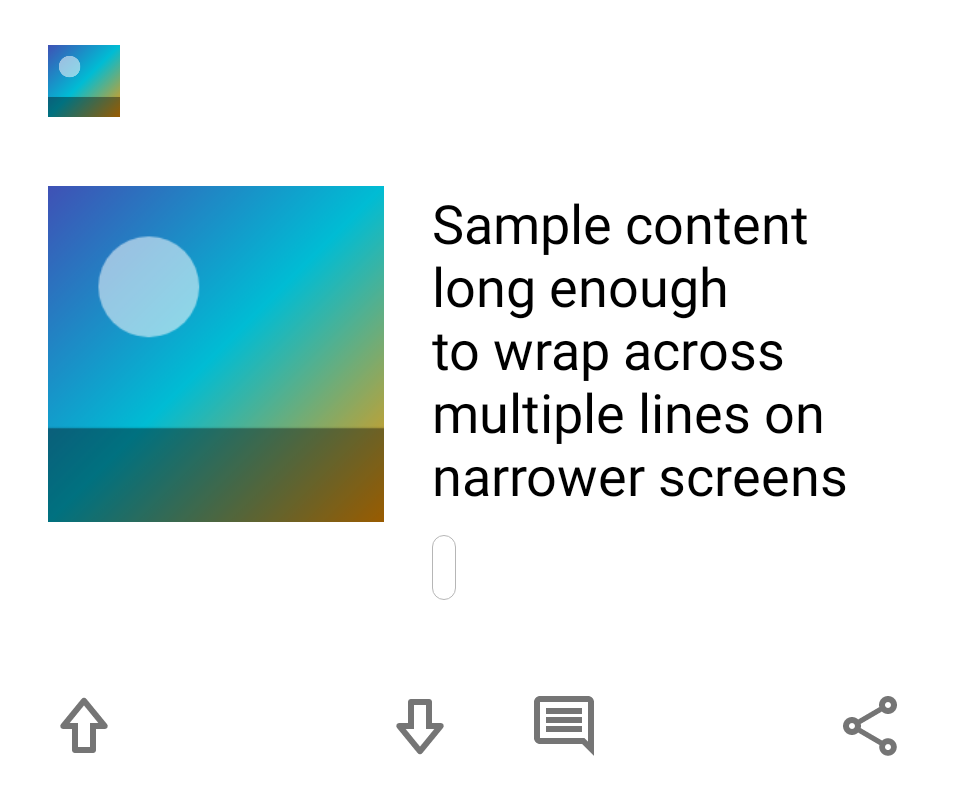 Sample content
long enough
to wrap across
multiple lines on
narrower screens